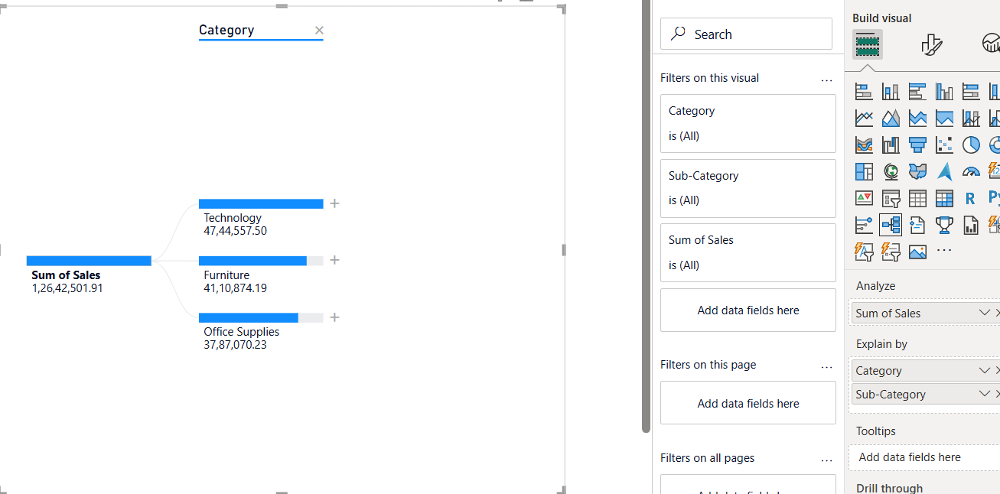 Category
Technology
47,44,557.50
Sum of Sales
1,26,42,501.91
Furniture
41,10,874.19
Office Supplies
37,87,070.23
Search
Filters on this visual
Category
is (All)
Sub-Category
is (All)
Sum of Sales
is (All)
Add data fields here
Filters on this page
Add data fields here
Filters on all pages
Build visual
R
Analyze
Sum of Sales
Explain by
Category
Sub-Category
Tooltips
Add data fields here
Drill through